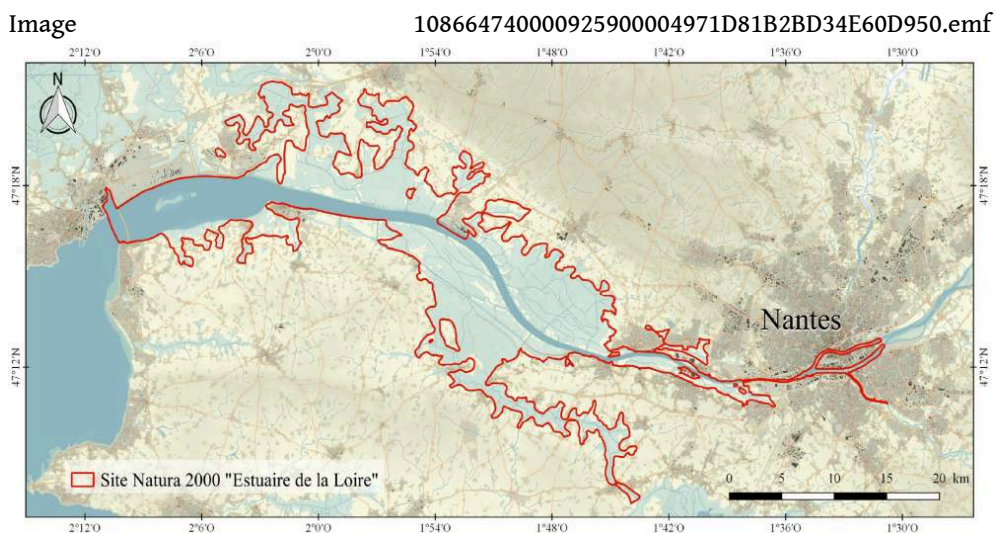 Image 108664740000925900004971D81B2BD34E60D950.emf
2°12'O 2°6'O 2°0'O 1°54'O 1°48'O 1°42'O 1°36'O 1°30'O
N
47°18'N 47°18'N
Nantes
47°12'N 47°12'N
Site Natura 2000 "Estuaire de la Loire"
0 5 10 15 20 km
2°12'O 2°6'O 2°0'O 1°54'O 1°48'O 1°42'O 1°36'O 1°30'O